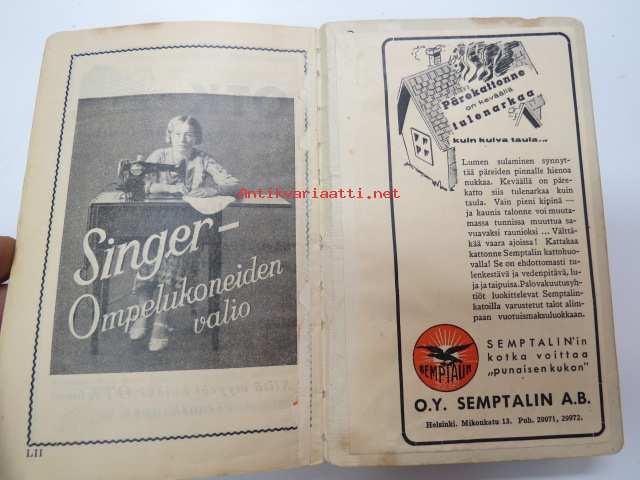 Singer-
Ompelukoneiden
valio
LII
Antikvariaatti.net
Pärekattonne
on keväällä
tulenarkaa
kuin kuiva taula...
Lumen sulaminen synnyt-
tää päreiden pinnalle hienoa
nukkaa. Keväällä on päre-
katto siis tulenarkaa kuin
taula. Vain pieni kipinä —
ja kaunis talonne voi muuta-
massa tunnissa muuttua sa-
vuavaksi raunioksi ... Vältt-
äkää vaara ajoissa! Kattakaa
kattonne Semptalin kattohuo-
valla! Se on ehdottomasti tu-
lenkestävä ja vedenpitävä, lu-
ja ja taipuisa. Palovakuutusyh-
tiöt luokittelevat Semptalin-
katoilla varustetut talot alim-
paan vuotuismaksuluokkaan.
SEMPTALIN
SEMPTALIN'in
kotka voittaa
„punaisen kukon"
O.Y. SEMPTALIN A.B.
Helsinki. Mikonkatu 13. Puh. 29971, 29972.